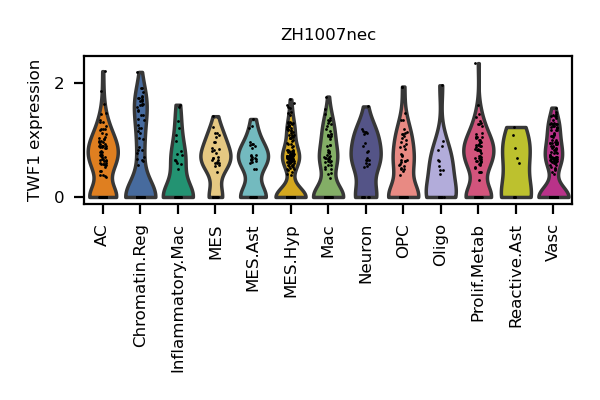 ZH1007nec
TWF1 expression
2
0
AC
Chromatin.Reg
Inflammatory.Mac
MES
MES.Ast
MES.Hyp
Mac
Neuron
OPC
Oligo
Prolif.Metab
Reactive.Ast
Vasc